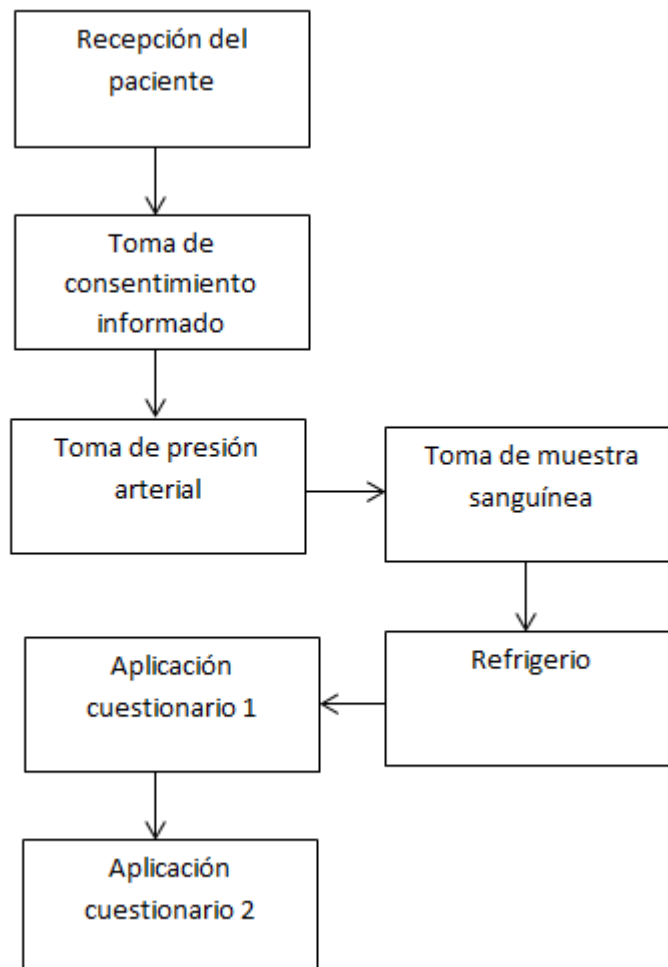 Recepción del
paciente
Toma de
consentimiento
informado
Toma de presión
arterial
Toma de muestra
sanguínea
Refrigerio
Aplicación
cuestionario 1
Aplicación
cuestionario 2